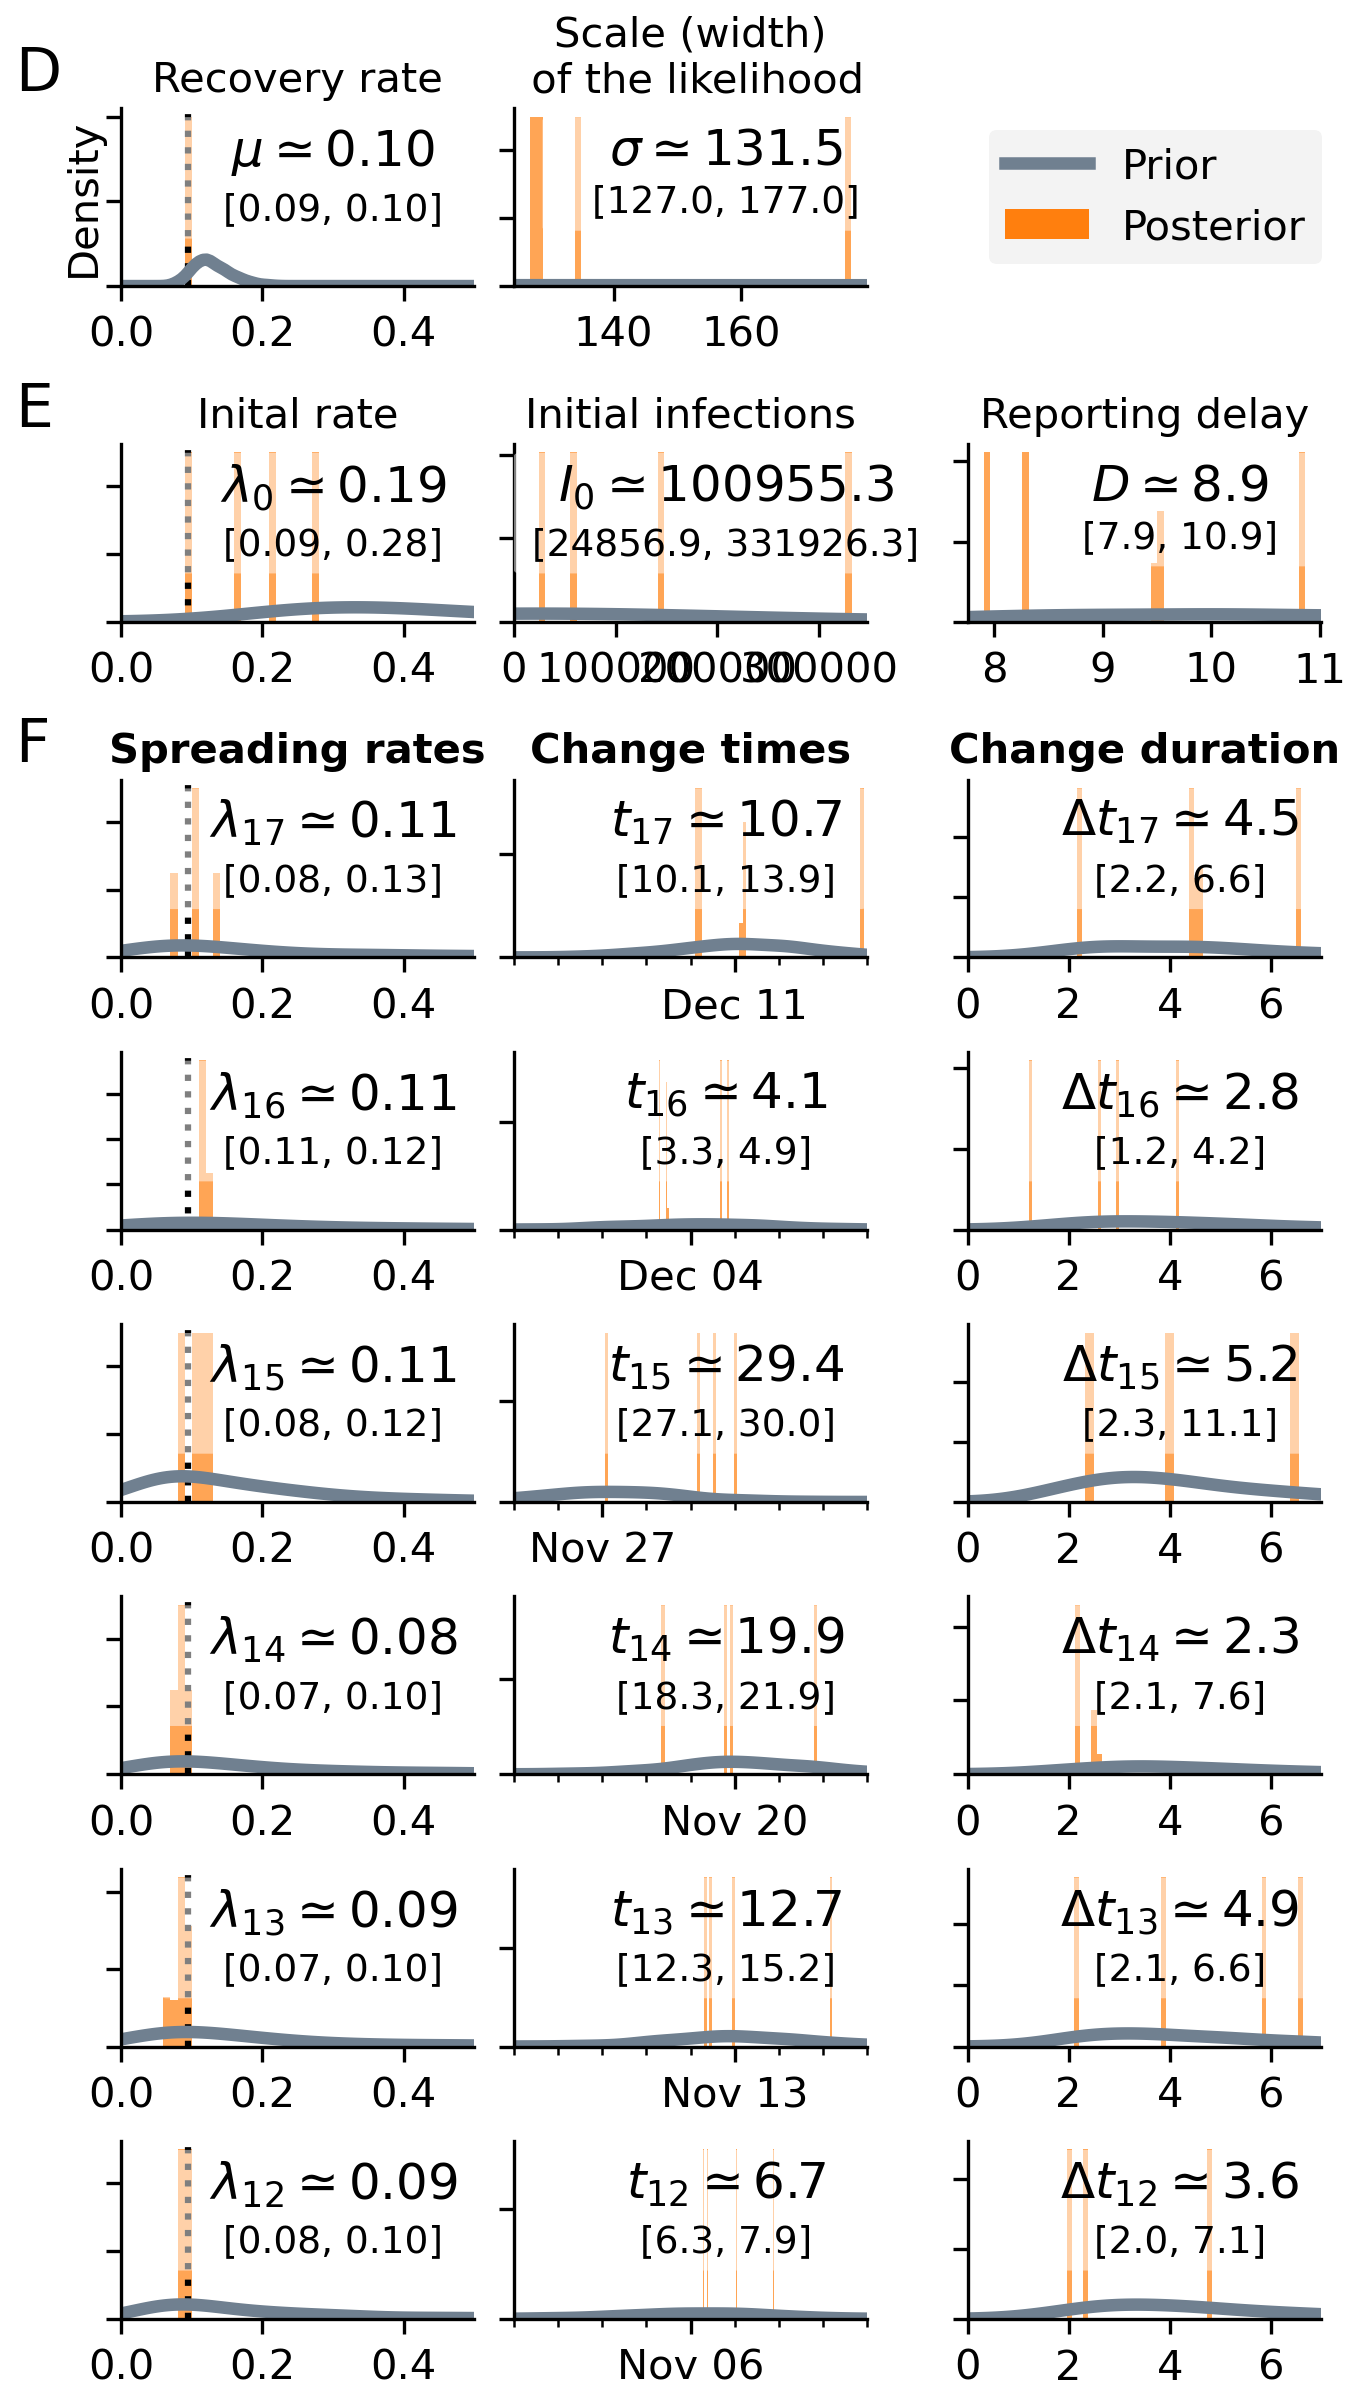 D
Recovery rate
Scale (width)
of the likelihood
Density
μ ≃ 0.10
[0.09, 0.10]
0.0 0.2 0.4
σ ≃ 131.5
[127.0, 177.0]
140 160
Prior
Posterior
E
Inital rate
Initial infections
Reporting delay
λ0 ≃ 0.19
[0.09, 0.28]
0.0 0.2 0.4
I0 ≃ 100955.3
[24856.9, 331926.3]
0 100000 200000 300000
D ≃ 8.9
[7.9, 10.9]
8 9 10 11
F
Spreading rates
Change times
Change duration
λ17 ≃ 0.11
[0.08, 0.13]
0.0 0.2 0.4
t17 ≃ 10.7
[10.1, 13.9]
Dec 11
Δt17 ≃ 4.5
[2.2, 6.6]
0 2 4 6
λ16 ≃ 0.11
[0.11, 0.12]
0.0 0.2 0.4
t16 ≃ 4.1
[3.3, 4.9]
Dec 04
Δt16 ≃ 2.8
[1.2, 4.2]
0 2 4 6
λ15 ≃ 0.11
[0.08, 0.12]
0.0 0.2 0.4
t15 ≃ 29.4
[27.1, 30.0]
Nov 27
Δt15 ≃ 5.2
[2.3, 11.1]
0 2 4 6
λ14 ≃ 0.08
[0.07, 0.10]
0.0 0.2 0.4
t14 ≃ 19.9
[18.3, 21.9]
Nov 20
Δt14 ≃ 2.3
[2.1, 7.6]
0 2 4 6
λ13 ≃ 0.09
[0.07, 0.10]
0.0 0.2 0.4
t13 ≃ 12.7
[12.3, 15.2]
Nov 13
Δt13 ≃ 4.9
[2.1, 6.6]
0 2 4 6
λ12 ≃ 0.09
[0.08, 0.10]
0.0 0.2 0.4
t12 ≃ 6.7
[6.3, 7.9]
Nov 06
Δt12 ≃ 3.6
[2.0, 7.1]
0 2 4 6